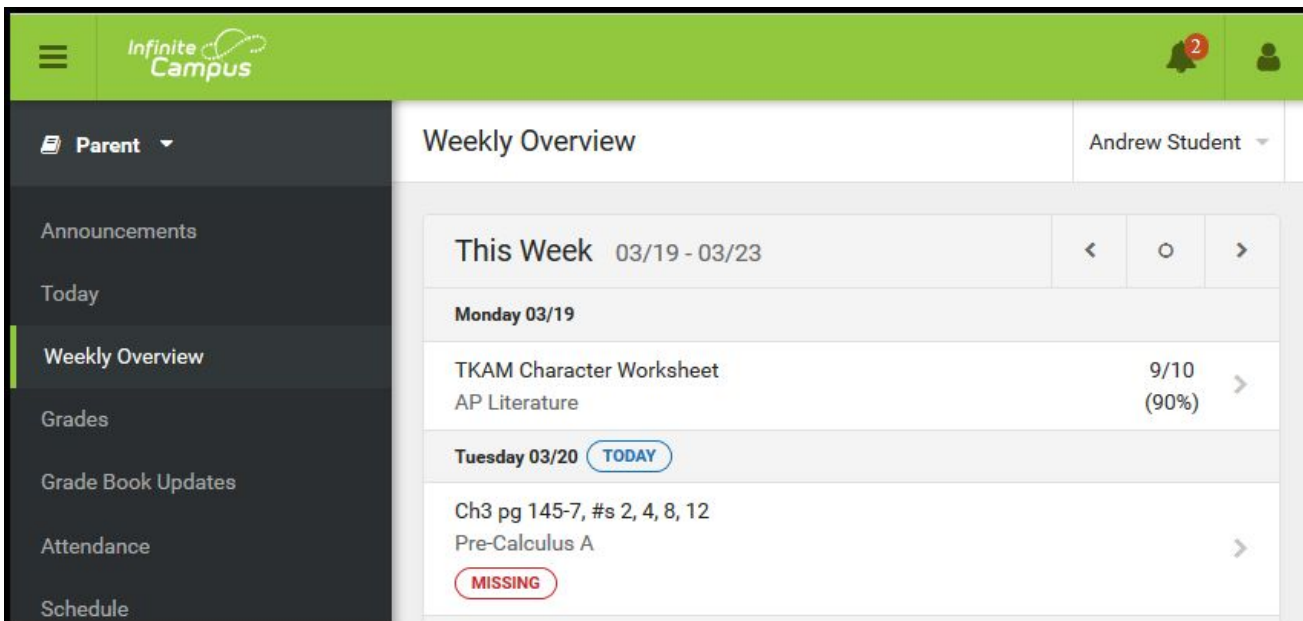 Infinite
Campus
2
Parent
Weekly Overview
Andrew Student
Announcements
Today
Weekly Overview
Grades
Grade Book Updates
Attendance
Schedule
This Week 03/19 - 03/23
Monday 03/19
TKAM Character Worksheet
AP Literature
9/10
(90%)
Tuesday 03/20 TODAY
Ch3 pg 145-7, #s 2, 4, 8, 12
Pre-Calculus A
MISSING